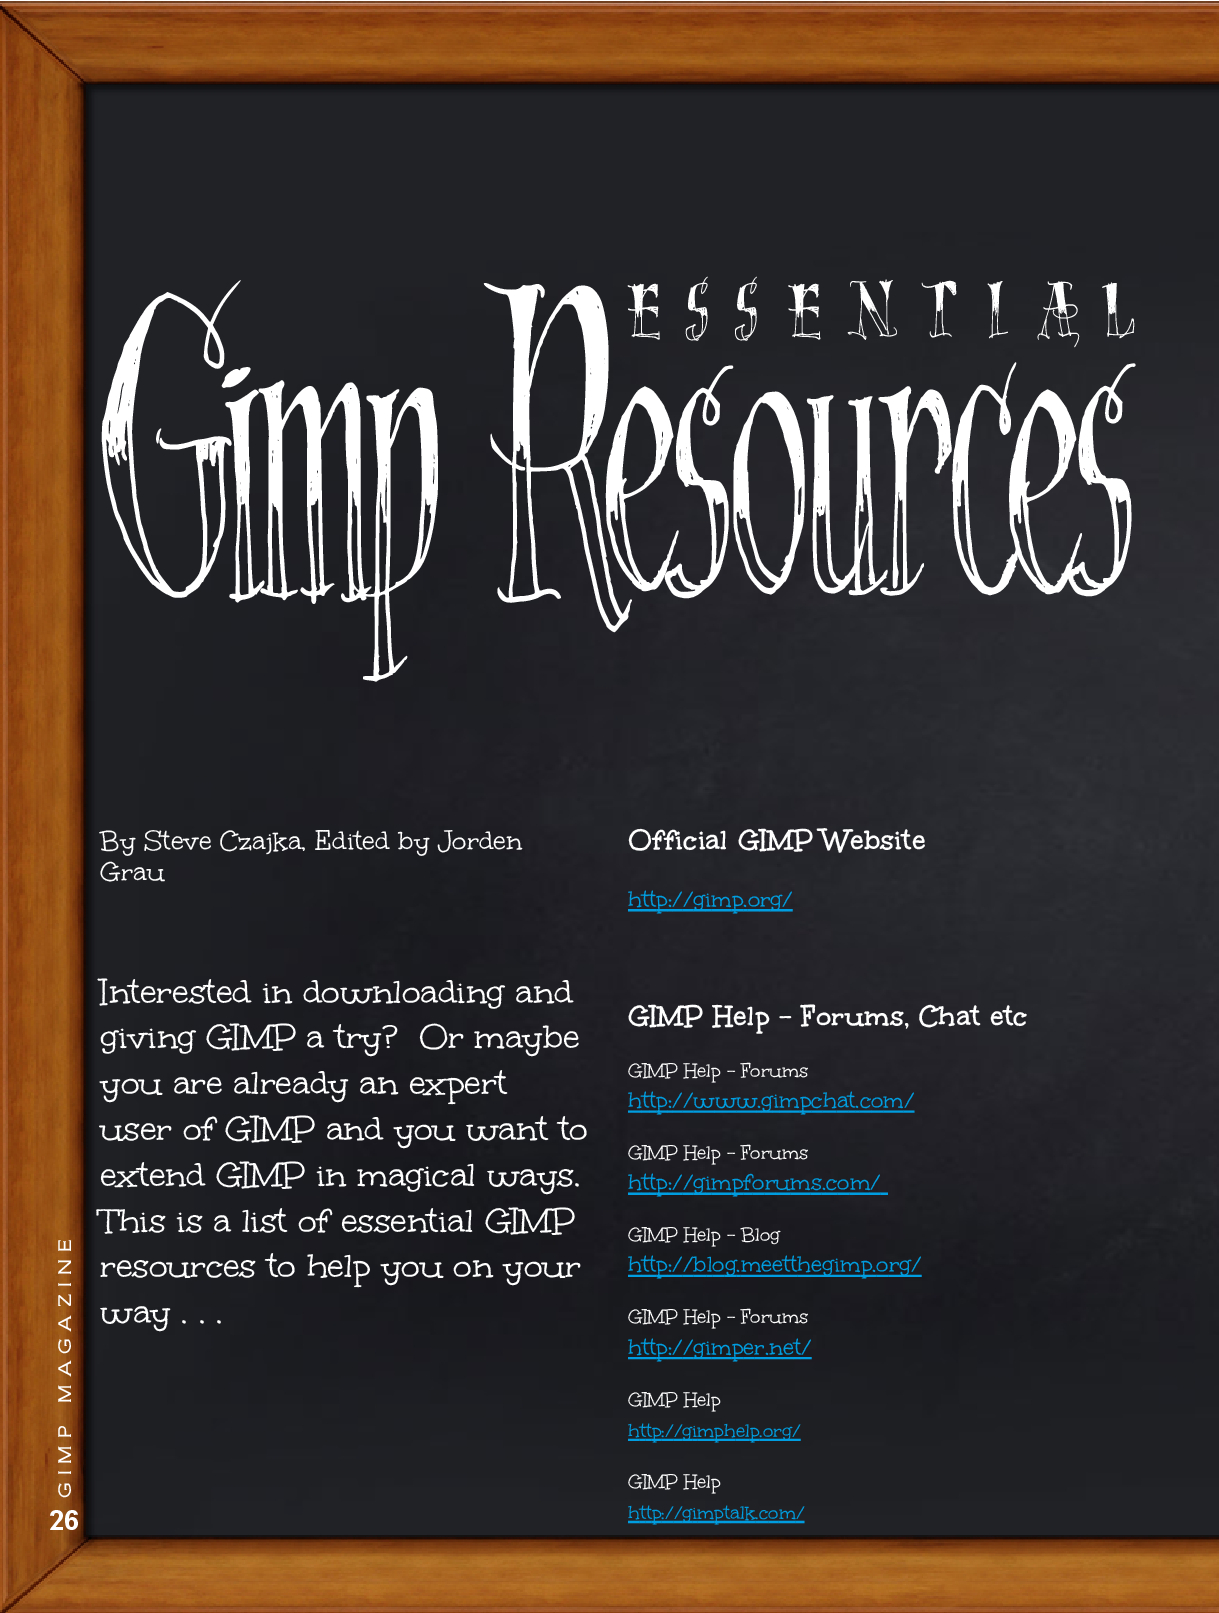 ESSENTIAL
Gimp Resources
By Steve Czajka, Edited by Jorden
Grau
Interested in downloading and
giving GIMP a try?  Or maybe
you are already an expert
user of GIMP and you want to
extend GIMP in magical ways.
This is a list of essential GIMP
resources to help you on your
way . . .
Official GIMP Website
http://gimp.org/
GIMP Help - Forums, Chat etc
GIMP Help - Forums
http://www.gimpchat.com/
GIMP Help - Forums
http://gimpforums.com/
GIMP Help - Blog
http://blog.meetthegimp.org/
GIMP Help - Forums
http://gimper.net/
GIMP Help
http://gimphelp.org/
GIMP Help
http://gimptalk.com/
GIMP MAGAZINE
26